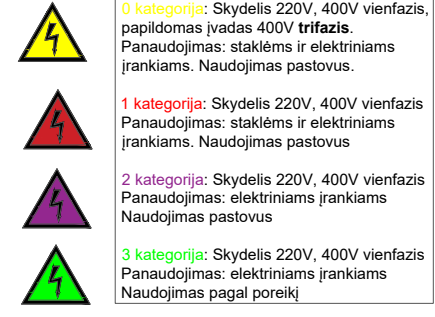 0 kategorija: Skydelis 220V, 400V vienfazis,
papildomas įvadas 400V trifazis.
Panaudojimas: staklėms ir elektriniams
įrankiams. Naudojimas pastovus.
1 kategorija: Skydelis 220V, 400V vienfazis
Panaudojimas: staklėms ir elektriniams
įrankiams. Naudojimas pastovus
2 kategorija: Skydelis 220V, 400V vienfazis
Panaudojimas: elektriniams įrankiams
Naudojimas pastovus
3 kategorija: Skydelis 220V, 400V vienfazis
Panaudojimas: elektriniams įrankiams
Naudojimas pagal poreikį